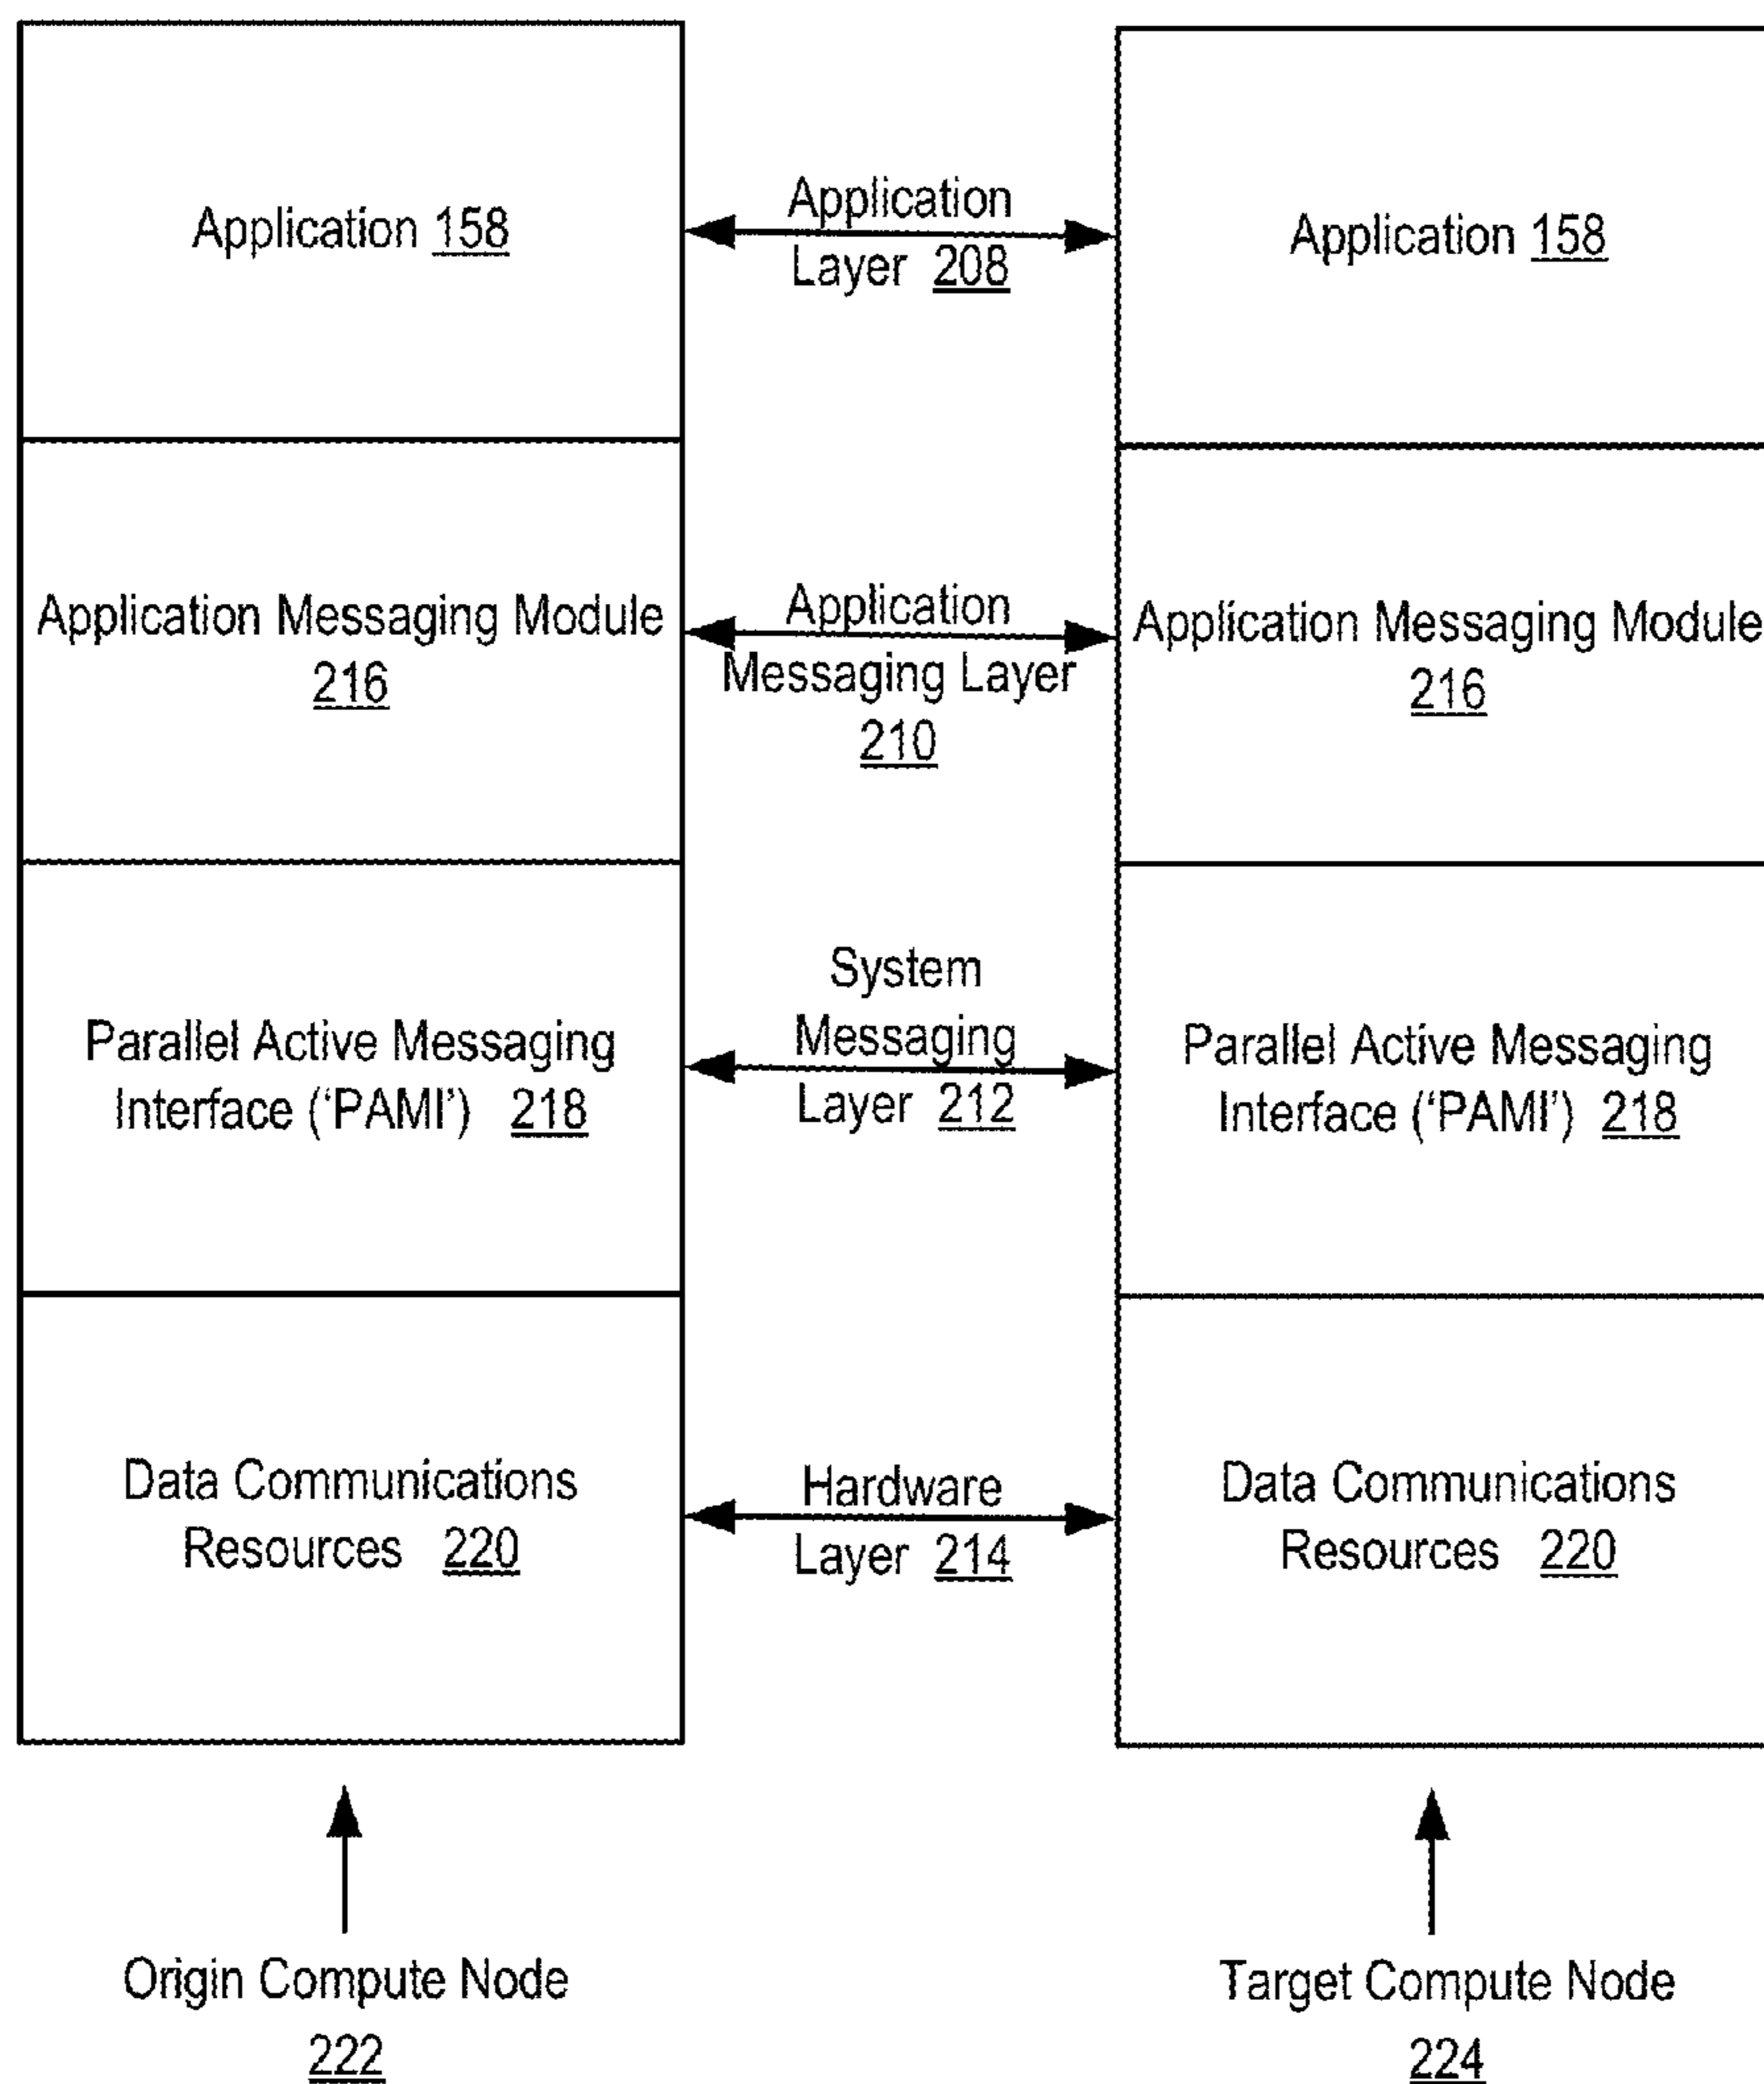 Application 158
Application
Layer 208
Application 158
Application Messaging Module
216
Application
Messaging Layer
210
Application Messaging Module
216
Parallel Active Messaging
Interface (‘PAMI’) 218
System
Messaging
Layer 212
Parallel Active Messaging
Interface (‘PAMI’) 218
Data Communications
Resources 220
Hardware
Layer 214
Data Communications
Resources 220
Origin Compute Node
222
Target Compute Node
224